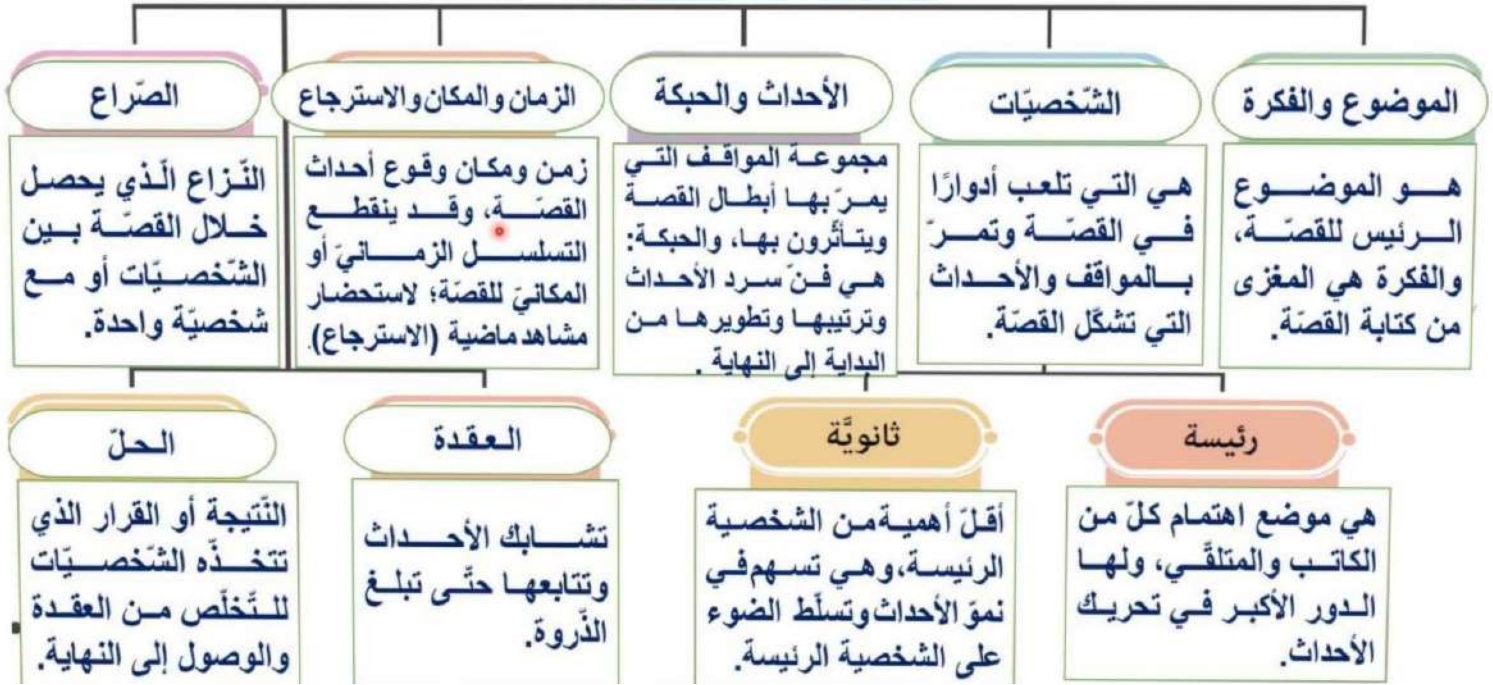 الموضوع والفكرة
هو الموضوع
الرئيس للقصّة،
والفكرة هي المغزى
من كتابة القصّة.
الشّخصيّات
هي التي تلعب أدوارًا
في القصّة وتمرّ
بالمواقف والأحداث
التي تشكّل القصّة.
الأحداث والحبكة
مجموعة المواقف التي
يمرّ بها أبطال القصة
ويتأثّرون بها، والحبكة:
هي فنّ سرد الأحداث
وترتيبها وتطويرها من
البداية إلى النهاية .
الزمان والمكان والاسترجاع
زمن ومكان وقوع أحداث
القصّة، وقد ينقطع
التسلسل الزمانيّ أو
المكانيّ للقصّة؛ لاستحضار
مشاهد ماضية (الاسترجاع).
الصّراع
النّزاع الّذي يحصل
خلال القصّة بين
الشّخصيّات أو مع
شخصيّة واحدة.
رئيسة
هي موضع اهتمام كلّ من
الكاتب والمتلقّي، ولها
الدور الأكبر في تحريك
الأحداث.
ثانويَّة
أقلّ أهمية من الشخصية
الرئيسة، وهي تسهم في
نموّ الأحداث وتسلّط الضوء
على الشخصية الرئيسة.
العقدة
تشابك الأحداث
وتتابعها حتّى تبلغ
الذّروة.
الحلّ
النّتيجة أو القرار الذي
تتخذّه الشّخصيّات
للتّخلّص من العقدة
والوصول إلى النهاية.